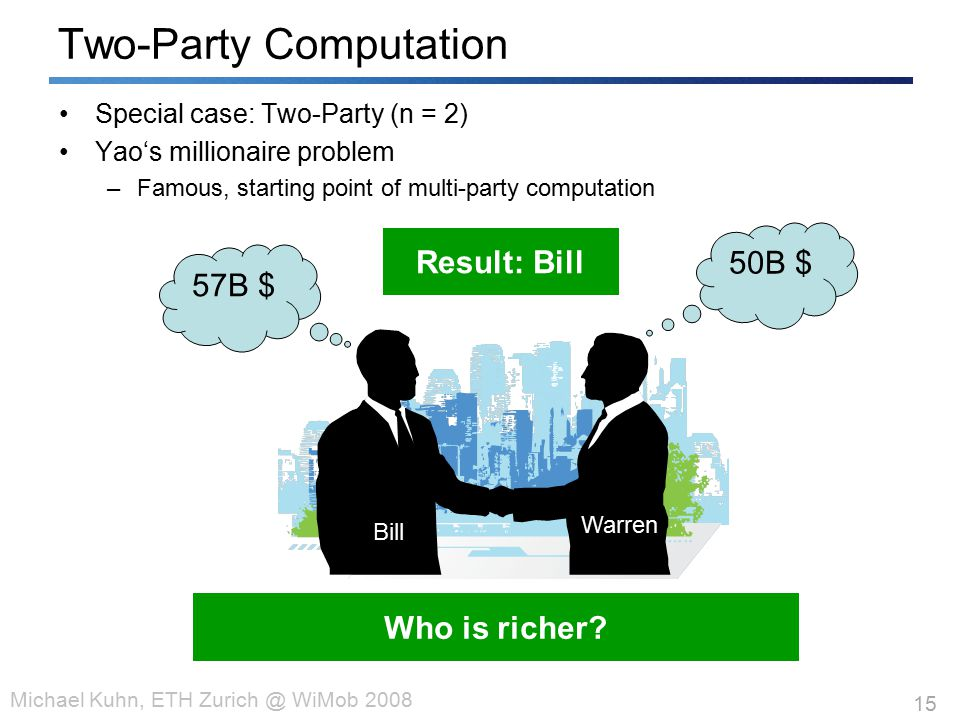 Two-Party Computation
• Special case: Two-Party (n = 2)
• Yao‘s millionaire problem
– Famous, starting point of multi-party computation
Result: Bill
50B $
57B $
Bill
Warren
Who is richer?
Michael Kuhn, ETH Zurich @ WiMob 2008
15